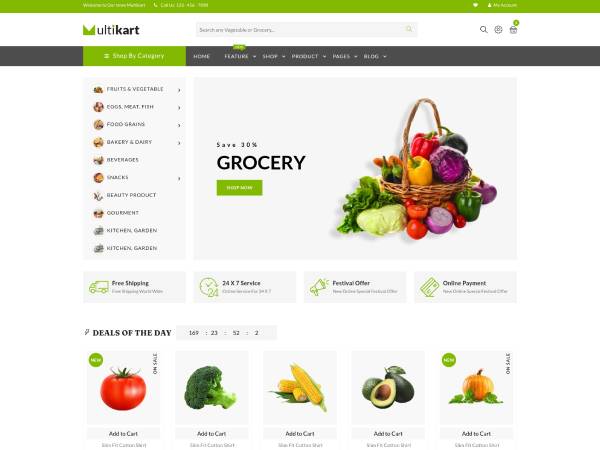 Welcome to Our store Multikart
Call Us: 123 - 456 - 7890
My Account
Multikart
Search any Vegetable or Grocery...
Shop By Category
HOME
FEATURE
SHOP
PRODUCT
PAGES
BLOG
FRUITS & VEGETABLE
EGGS, MEAT, FISH
FOOD GRAINS
BAKERY & DAIRY
BEVERAGES
SNACKS
BEAUTY PRODUCT
GOURMENT
KITCHEN, GARDEN
KITCHEN, GARDEN
Save 30%
GROCERY
SHOP NOW
Free Shipping
Free Shipping World Wide
24 X 7 Service
Online Service For 24 X 7
Festival Offer
New Online Special Festival Offer
Online Payment
New Online Special Festival Offer
DEALS OF THE DAY
169 : 23 : 52 : 2
NEW
ON SALE
NEW
ON SALE
Add to Cart
Add to Cart
Add to Cart
Add to Cart
Add to Cart
Slim Fit Cotton Shirt
Slim Fit Cotton Shirt
Slim Fit Cotton Shirt
Slim Fit Cotton Shirt
Slim Fit Cotton Shirt